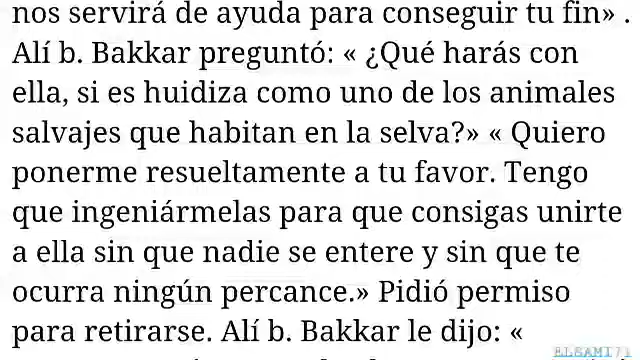 nos servirá de ayuda para conseguir tu fin» .
Alí b. Bakkar preguntó: « ¿Qué harás con
ella, si es huidiza como uno de los animales
salvajes que habitan en la selva?» « Quiero
ponerme resueltamente a tu favor. Tengo
que ingeniármelas para que consigas unirte
a ella sin que nadie se entere y sin que te
ocurra ningún percance.» Pidió permiso
para retirarse. Alí b. Bakkar le dijo: «